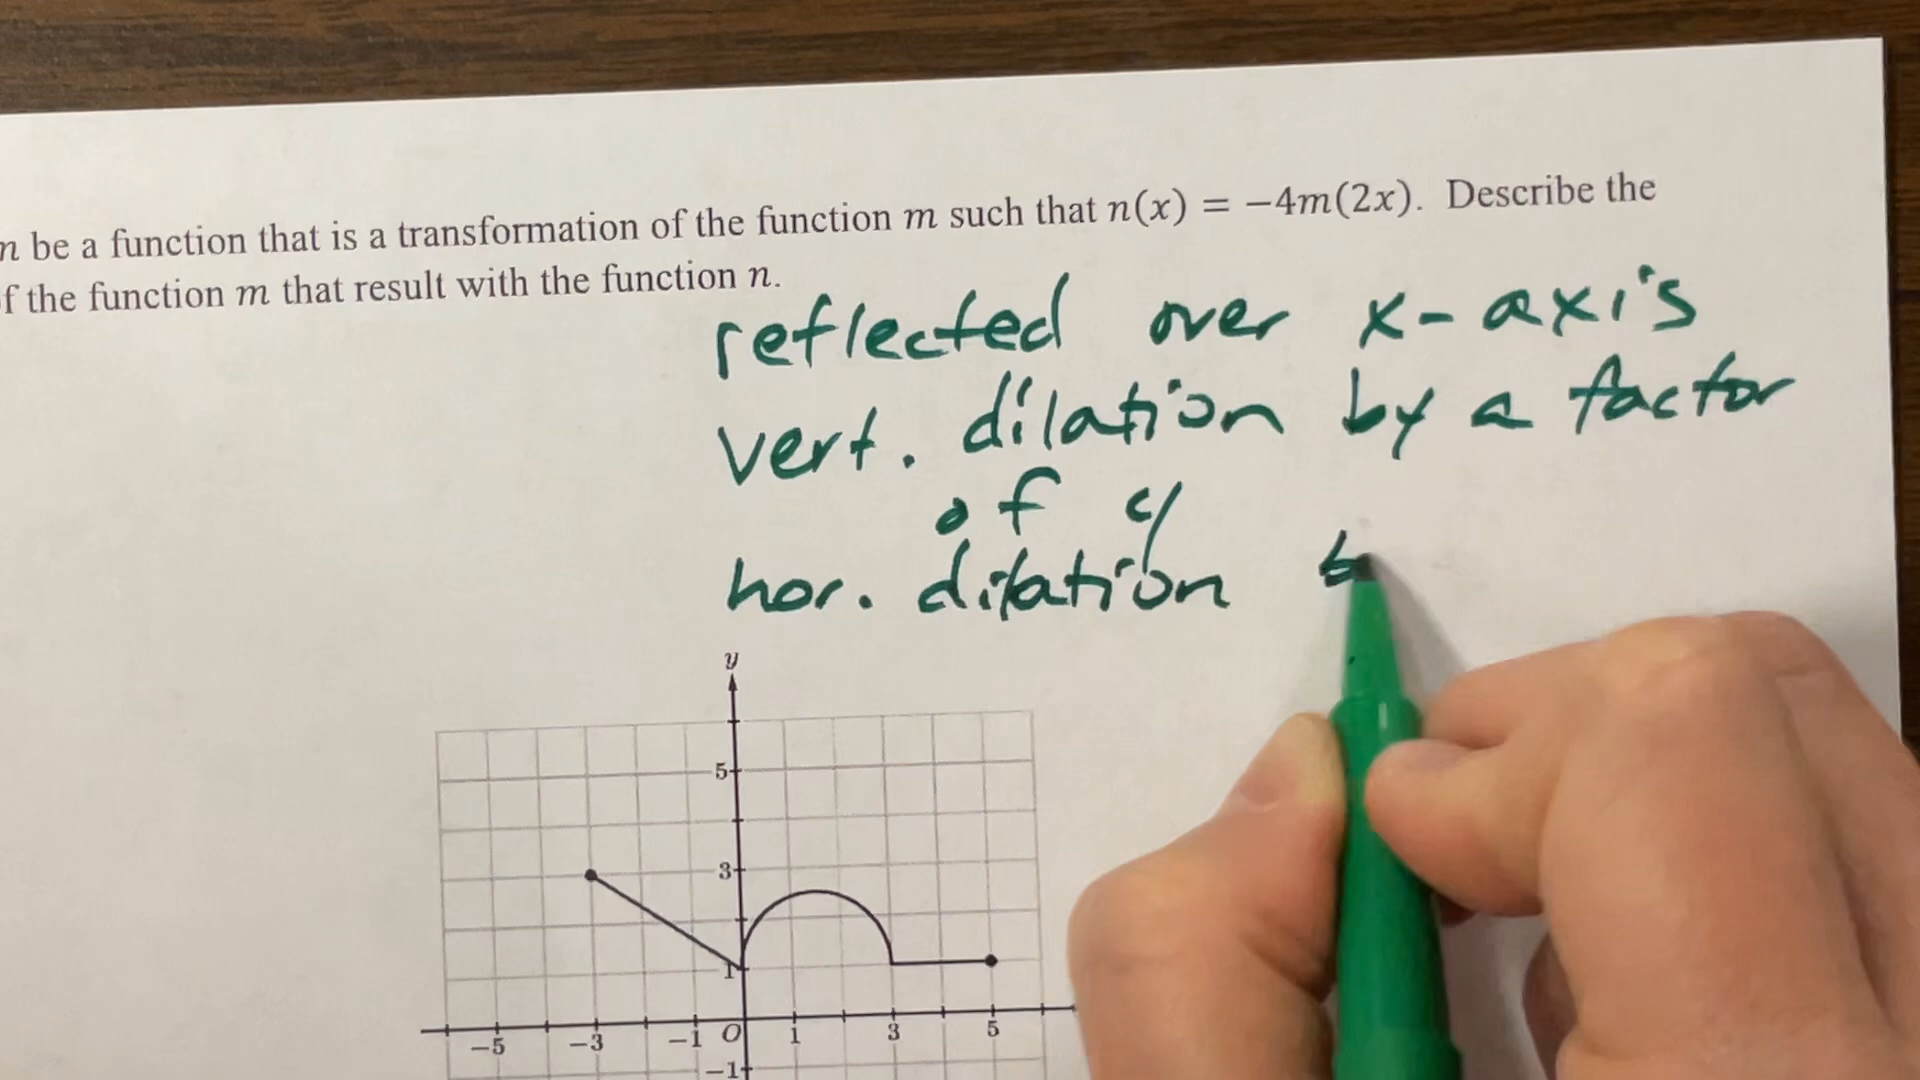 n be a function that is a transformation of the function m such that n(x) = −4m(2x). Describe the
f the function m that result with the function n.
reflected over x-axis
vert. dilation by a factor
of 4
hor. dilation
y
5
3
1
−5 −3 −1 O 1 3 5
−1